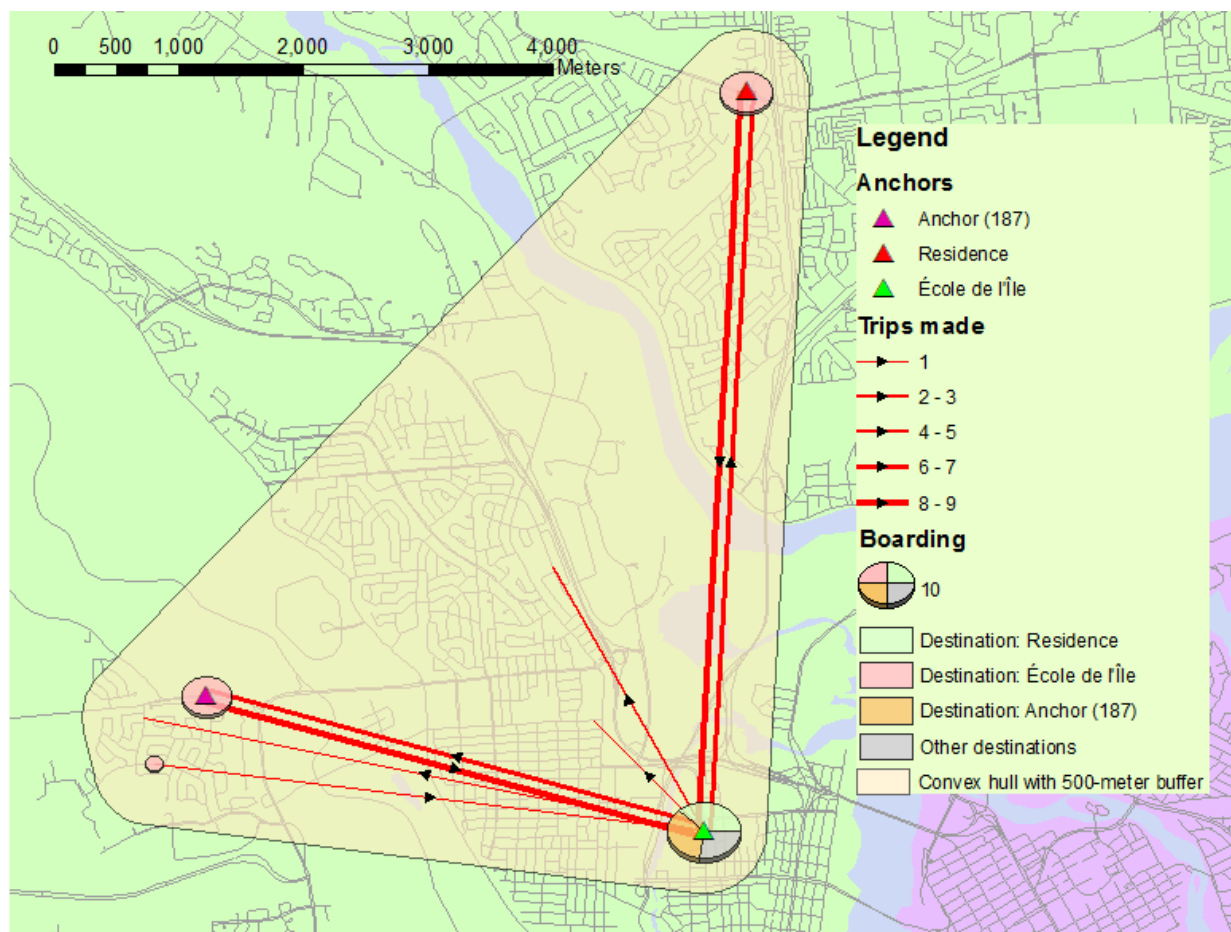 0 500 1,000 2,000 3,000 4,000
Meters
Legend
Anchors
Anchor (187)
Residence
École de l'Île
Trips made
1
2 - 3
4 - 5
6 - 7
8 - 9
Boarding
10
Destination: Residence
Destination: École de l'Île
Destination: Anchor (187)
Other destinations
Convex hull with 500-meter buffer